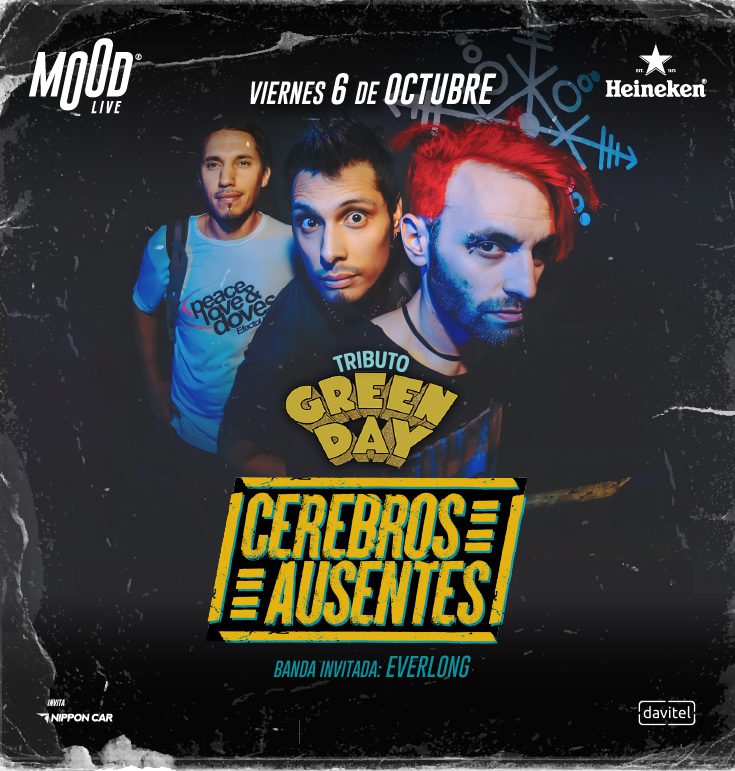 MOOD
LIVE
VIERNES 6 DE OCTUBRE
Heineken
peace
love &
doves
TRIBUTO
GREEN
DAY
CEREBROS
AUSENTES
BANDA INVITADA: EVERLONG
INVITA
NIPPON CAR
davitel